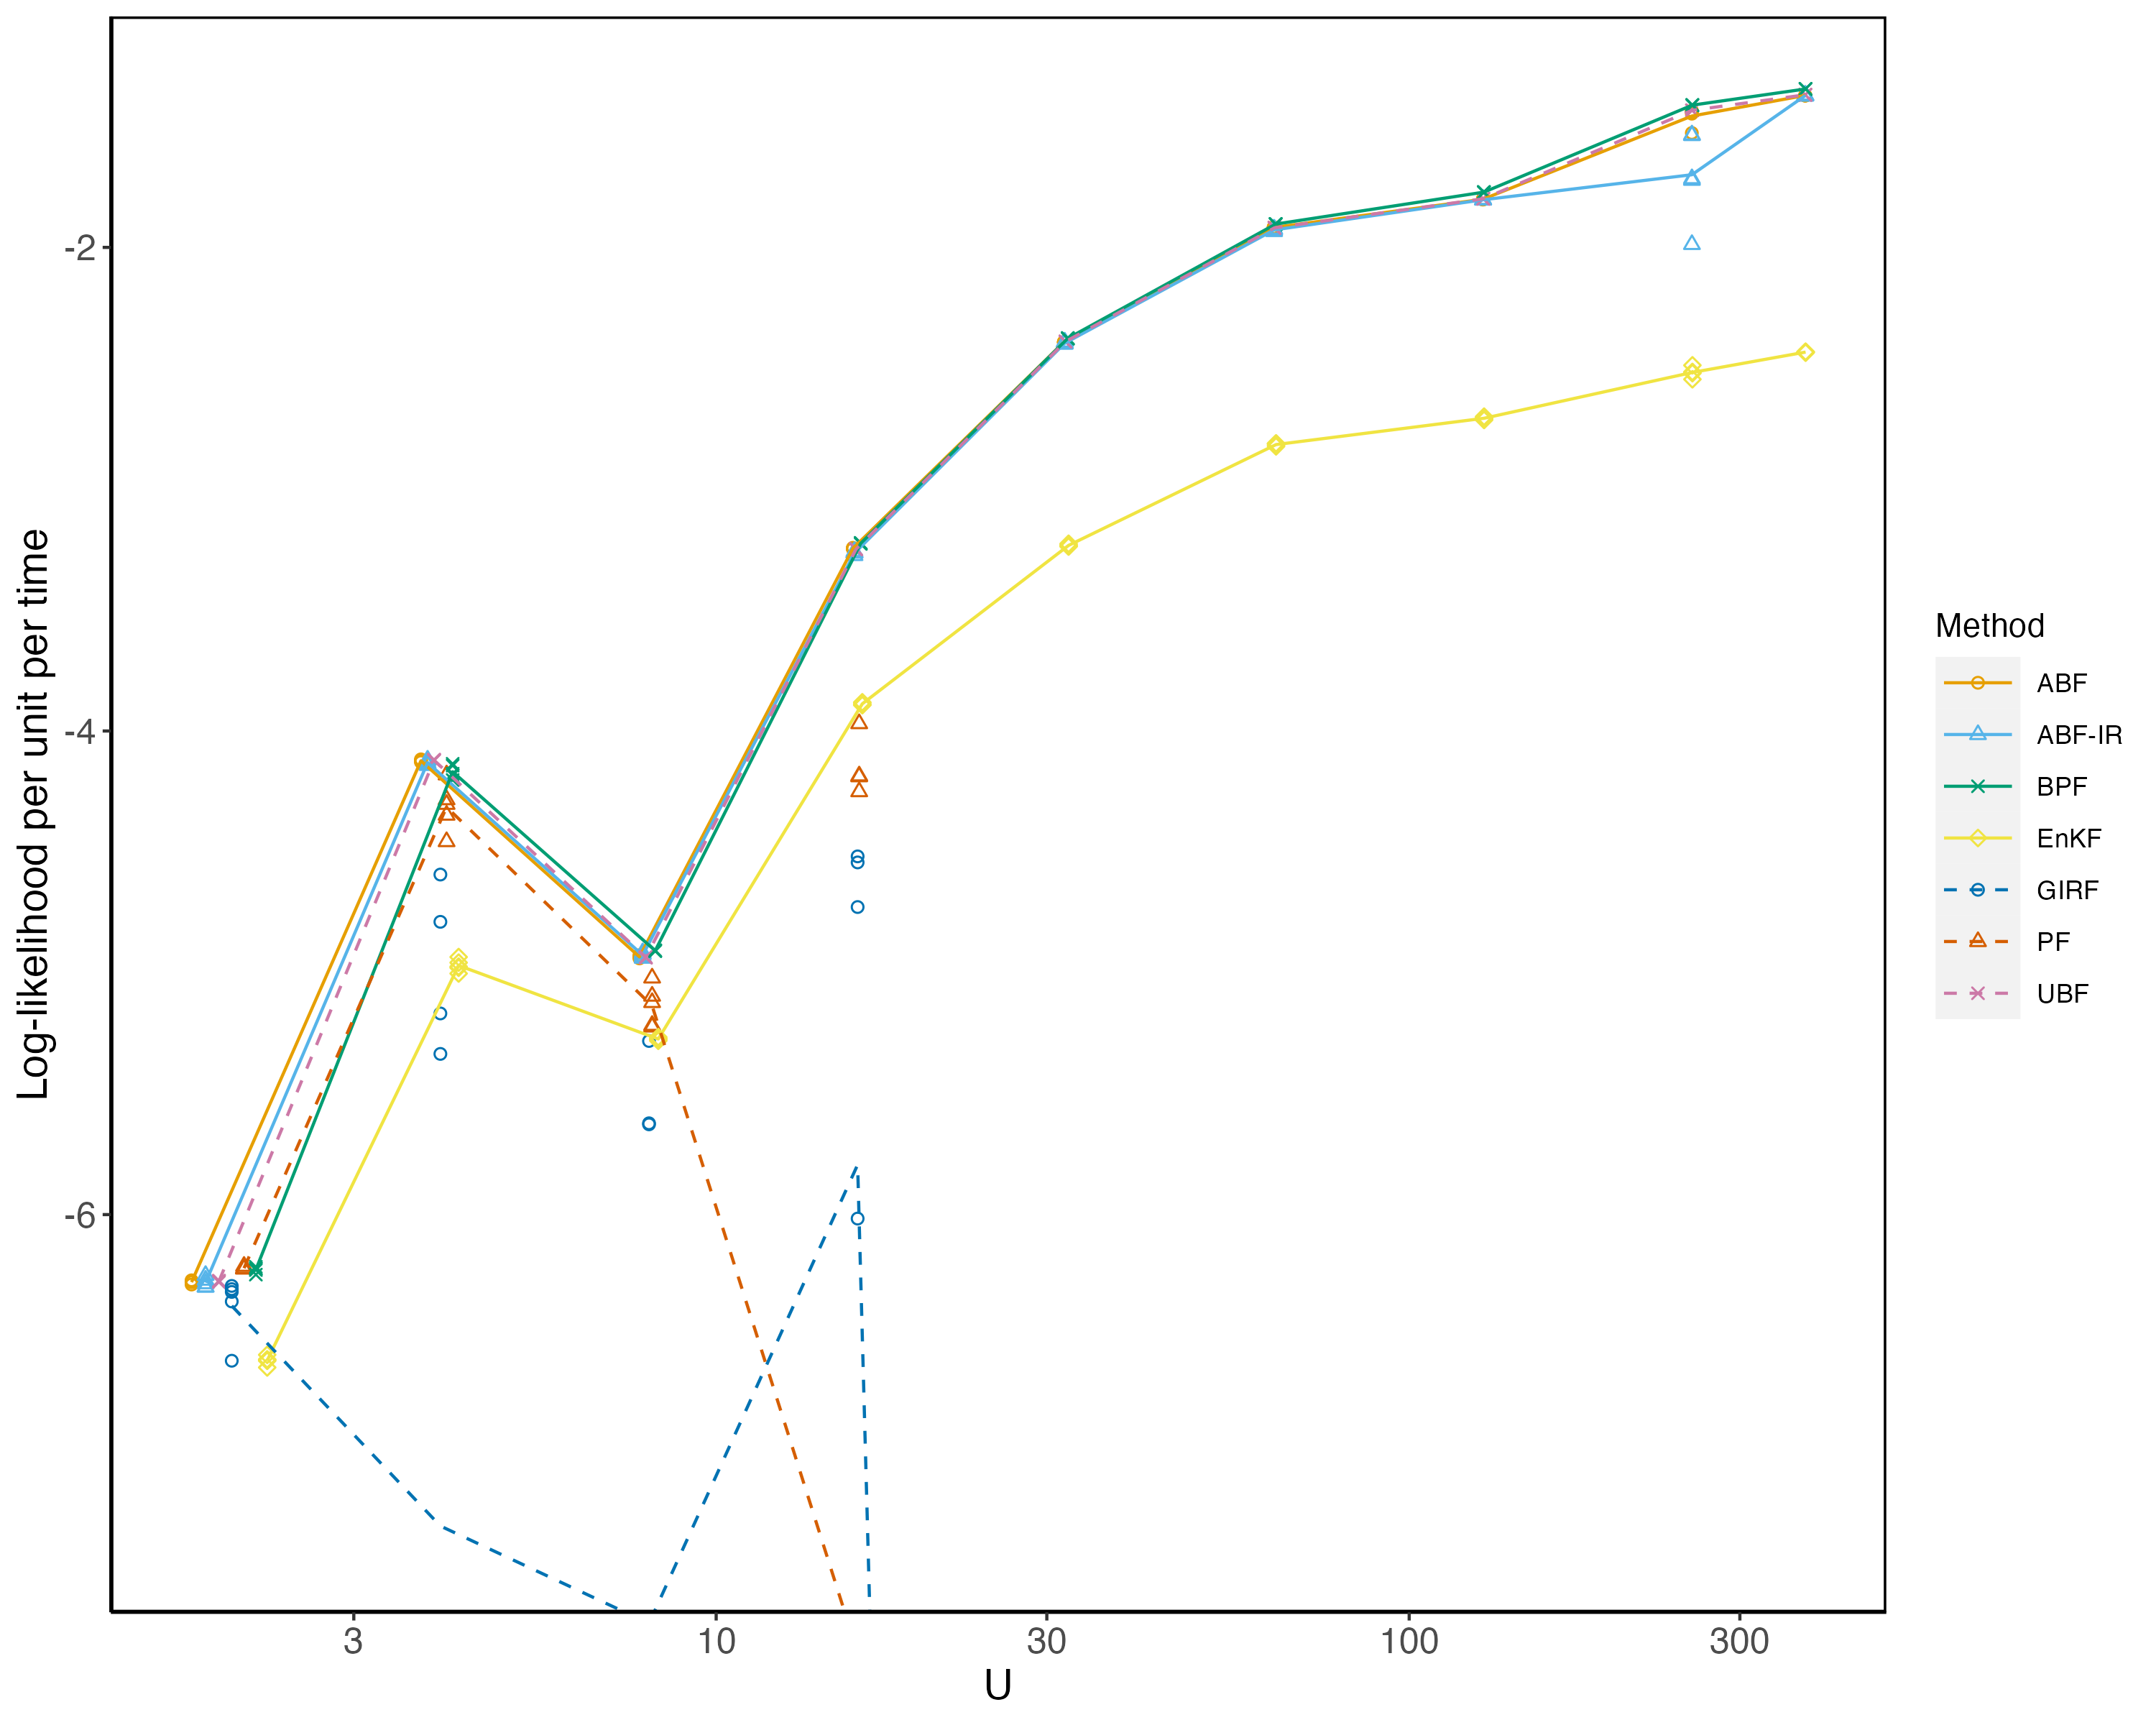 Log-likelihood per unit per time
-2
-4
-6
3 10 30 100 300
U
Method
ABF
ABF-IR
BPF
EnKF
GIRF
PF
UBF